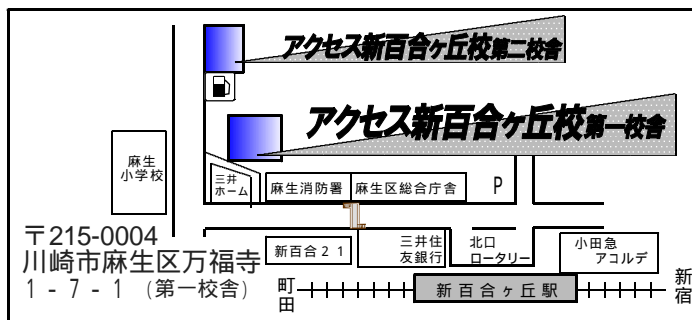 アクセス新百合ヶ丘校第二校舎
アクセス新百合ヶ丘校第一校舎
麻生
小学校
三井
ホーム
麻生消防署
麻生区総合庁舎
P
〒215-0004
川崎市麻生区万福寺
1-7-1 (第一校舎)
新百合21
三井住
友銀行
北口
ロータリー
小田急
アコルデ
町田
新百合ヶ丘駅
新宿